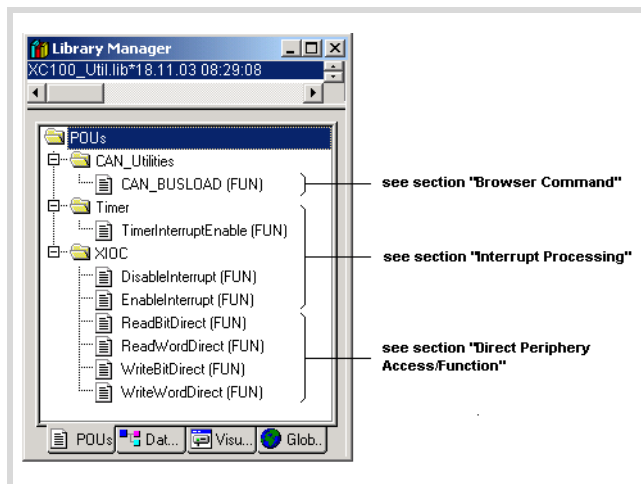 Library Manager
XC100_Util.lib*18.11.03 08:29:08
POUs
CAN_Utilities
CAN_BUSLOAD (FUN)
see section "Browser Command"
Timer
TimerInterruptEnable (FUN)
XIOC
see section "Interrupt Processing"
DisableInterrupt (FUN)
EnableInterrupt (FUN)
ReadBitDirect (FUN)
ReadWordDirect (FUN)
see section "Direct Periphery
Access/Function"
WriteBitDirect (FUN)
WriteWordDirect (FUN)
POUs Dat... Visu... Glob..